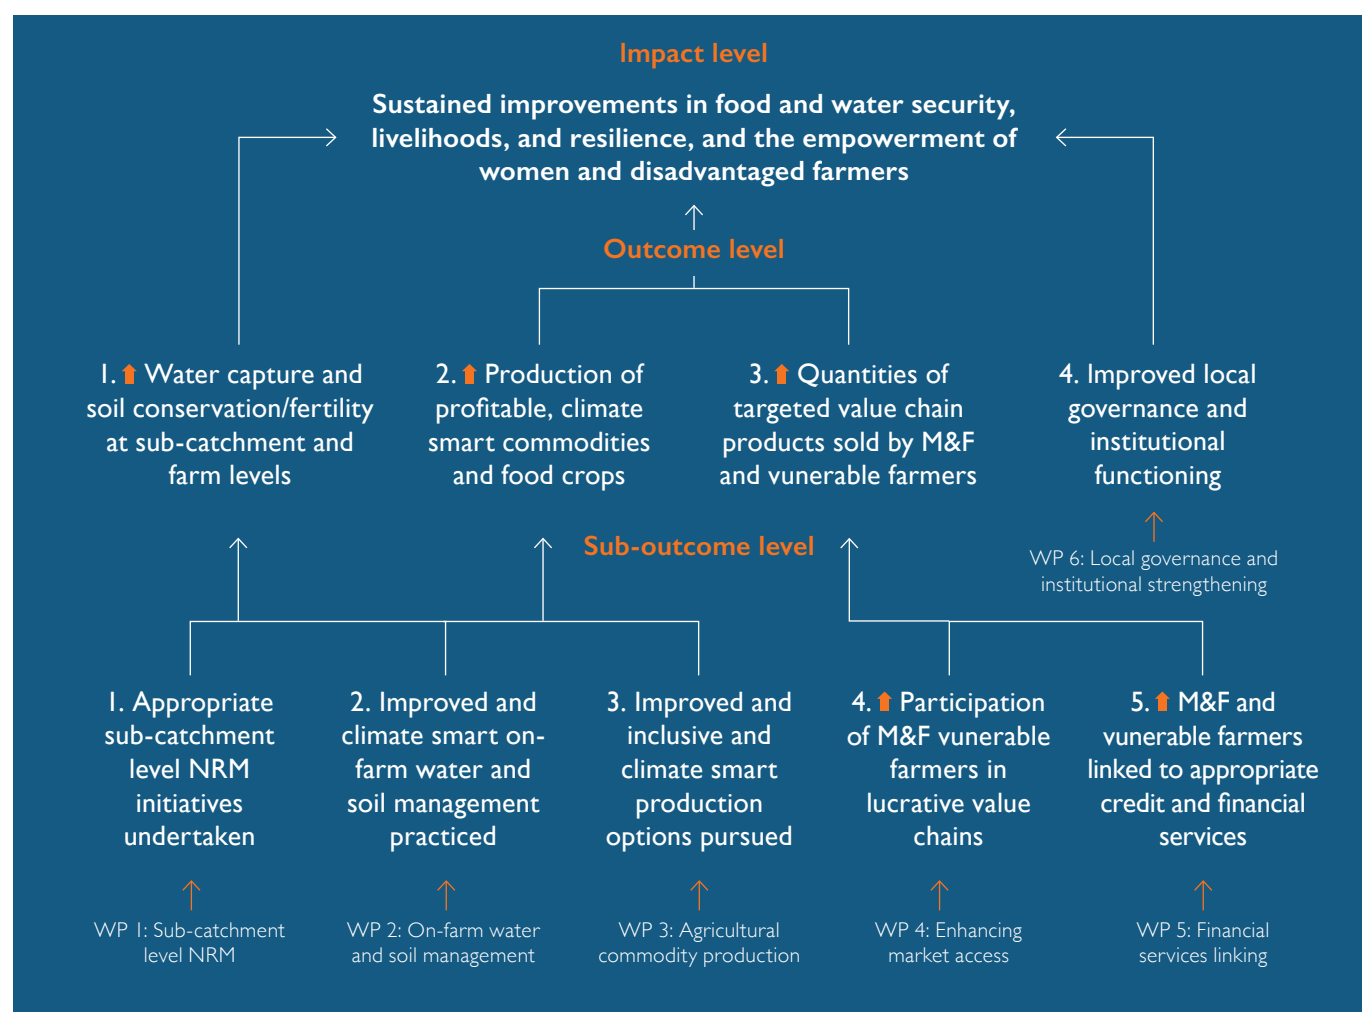 Impact level
Sustained improvements in food and water security,
livelihoods, and resilience, and the empowerment of
women and disadvantaged farmers
Outcome level
1. Water capture and
soil conservation/fertility
at sub-catchment and
farm levels
2. Production of
profitable, climate
smart commodities
and food crops
3. Quantities of
targeted value chain
products sold by M&F
and vunerable farmers
4. Improved local
governance and
institutional
functioning
Sub-outcome level
WP 6: Local governance and
institutional strengthening
1. Appropriate
sub-catchment
level NRM
initiatives
undertaken
2. Improved and
climate smart on-
farm water and
soil management
practiced
3. Improved and
inclusive and
climate smart
production
options pursued
4. Participation
of M&F vunerable
farmers in
lucrative value
chains
5. M&F and
vunerable farmers
linked to appropriate
credit and financial
services
WP 1: Sub-catchment
level NRM
WP 2: On-farm water
and soil management
WP 3: Agricultural
commodity production
WP 4: Enhancing
market access
WP 5: Financial
services linking